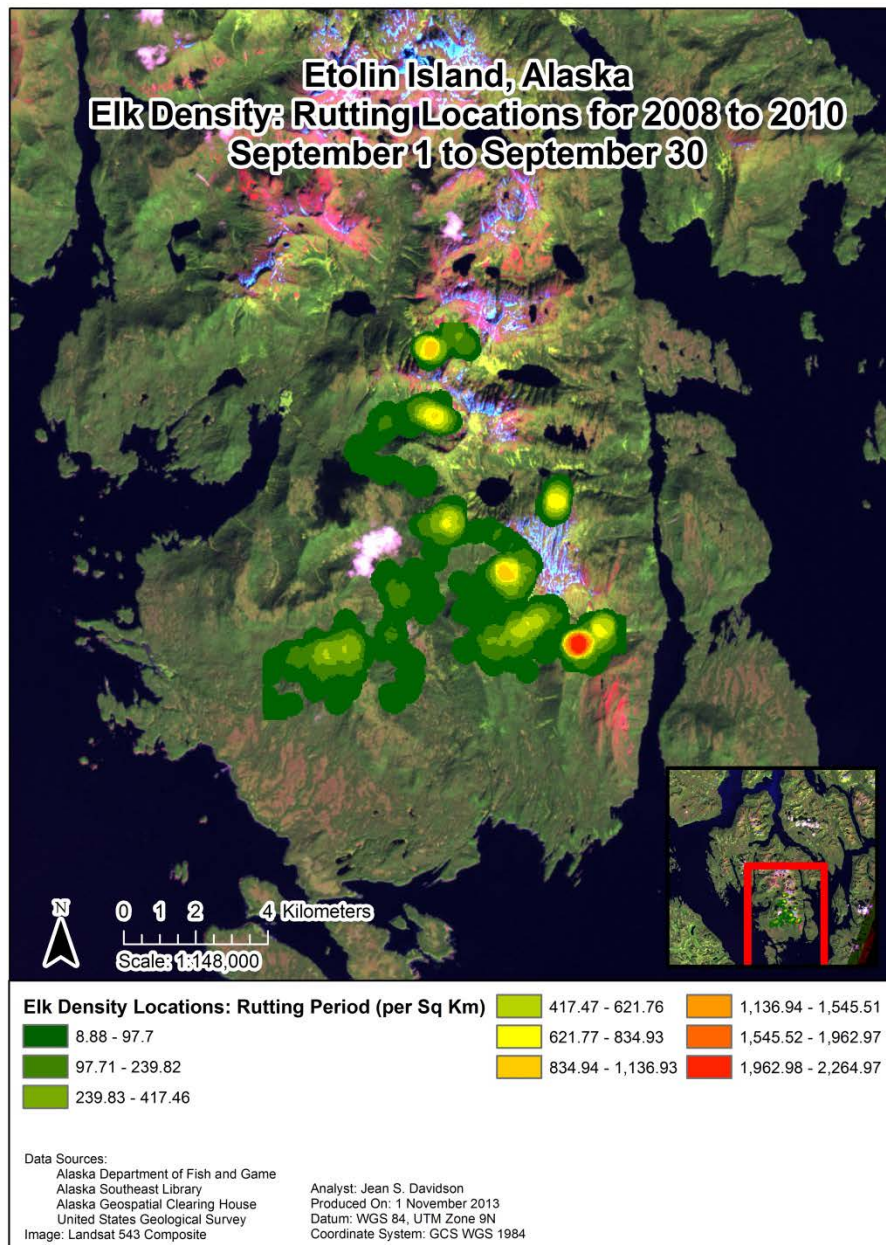 Etolin Island, Alaska
Elk Density: Rutting Locations for 2008 to 2010
September 1 to September 30
N
0 1 2 4 Kilometers
Scale: 1:148,000
Elk Density Locations: Rutting Period (per Sq Km)
8.88 - 97.7
97.71 - 239.82
239.83 - 417.46
417.47 - 621.76
621.77 - 834.93
834.94 - 1,136.93
1,136.94 - 1,545.51
1,545.52 - 1,962.97
1,962.98 - 2,264.97
Data Sources:
Alaska Department of Fish and Game
Alaska Southeast Library
Alaska Geospatial Clearing House
United States Geological Survey
Image: Landsat 543 Composite
Analyst: Jean S. Davidson
Produced On: 1 November 2013
Datum: WGS 84, UTM Zone 9N
Coordinate System: GCS WGS 1984